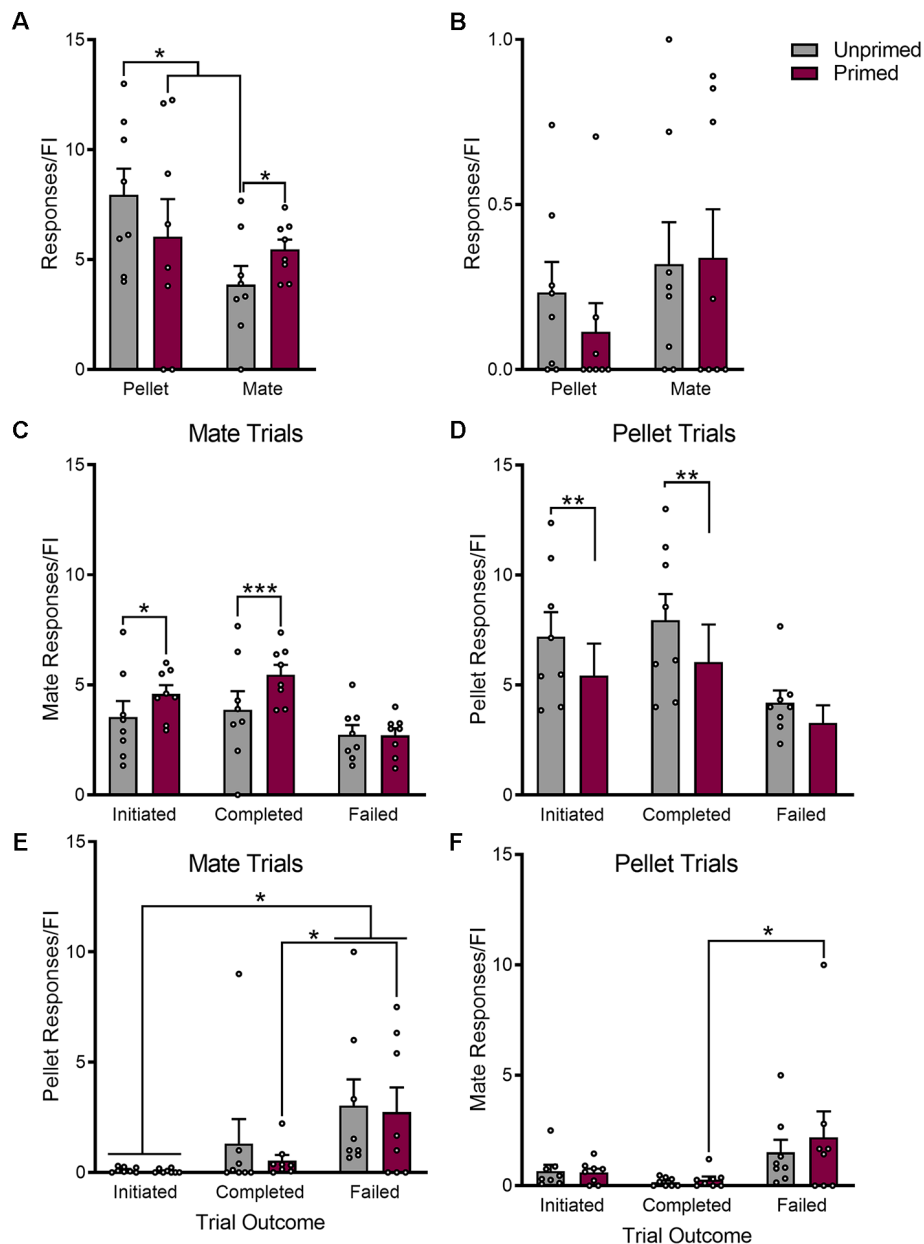 A
15
10
5
0
Responses/FI
*
*
Pellet
Mate
B
1.0
0.5
0.0
Responses/FI
Pellet
Mate
Unprimed
Primed
C
Mate Trials
15
10
5
0
Mate Responses/FI
*
***
Initiated
Completed
Failed
D
Pellet Trials
15
10
5
0
Pellet Responses/FI
**
**
Initiated
Completed
Failed
E
Mate Trials
15
10
5
0
Pellet Responses/FI
*
*
Initiated
Completed
Failed
Trial Outcome
F
Pellet Trials
15
10
5
0
Mate Responses/FI
*
Initiated
Completed
Failed
Trial Outcome